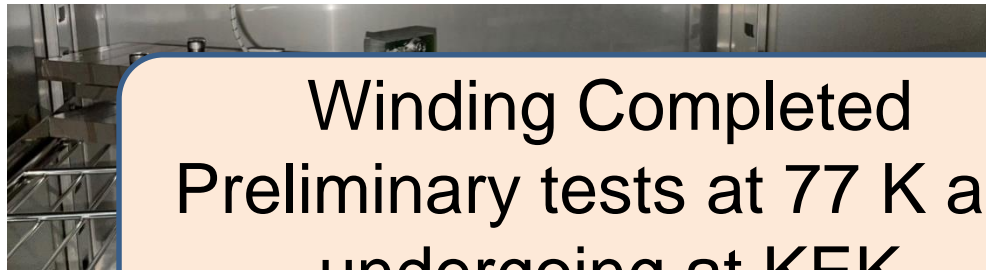 Winding Completed
Preliminary tests at 77 K a
undergoing at KEK